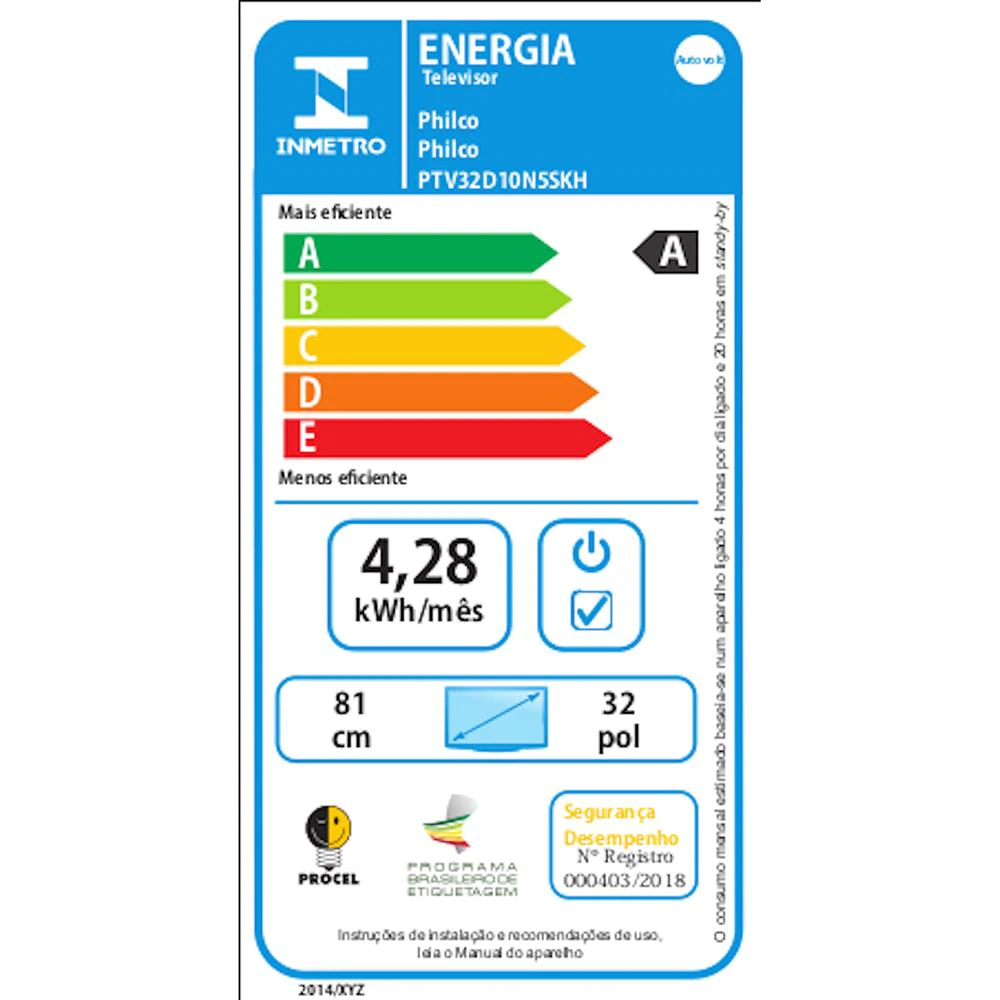 INMETRO
ENERGIA
Televisor
Auto volt
Philco
Philco
PTV32D10N5SKH
Mais eficiente
A
A
B
C
D
E
Menos eficiente
4,28
kWh/mês
81
cm
32
pol
PROCEL
PROGRAMA
BRASILEIRO DE
ETIQUETAGEM
Segurança
Desempenho
Nº Registro
000403/2018
O consumo mensal estimado baseia-se num aparelho ligado 4 horas por dia ligado e 20 horas em standy-by
Instruções de instalação e recomendações de uso,
leia o Manual do aparelho
2014/XYZ